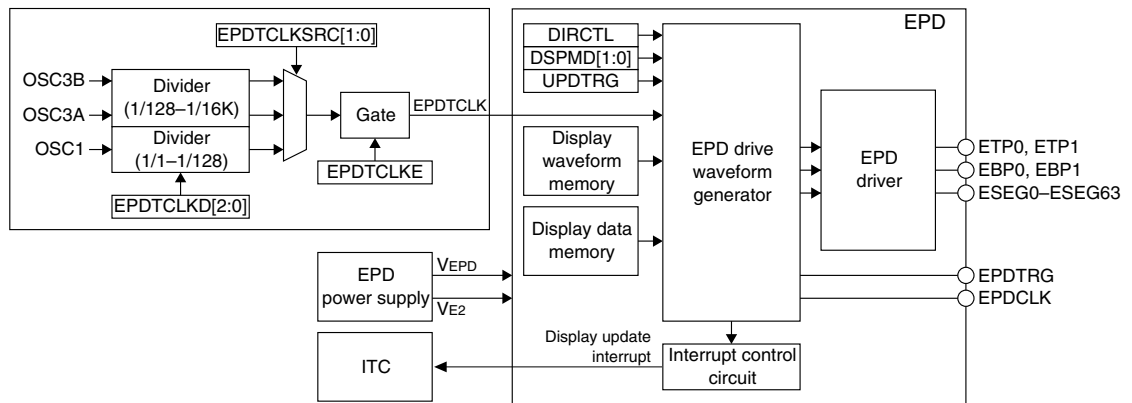 EPDTCLKSRC[1:0]
OSC3B
OSC3A
OSC1
Divider
(1/128–1/16K)
Divider
(1/1–1/128)
EPDTCLKD[2:0]
Gate
EPDTCLKE
EPDTCLK
EPD
DIRCTL
DSPMD[1:0]
UPDTRG
Display
waveform
memory
Display data
memory
EPD drive
waveform
generator
EPD
driver
ETP0, ETP1
EBP0, EBP1
ESEG0–ESEG63
EPDTRG
EPDCLK
EPD
power supply
VEPD
VE2
ITC
Display update
interrupt
Interrupt control
circuit